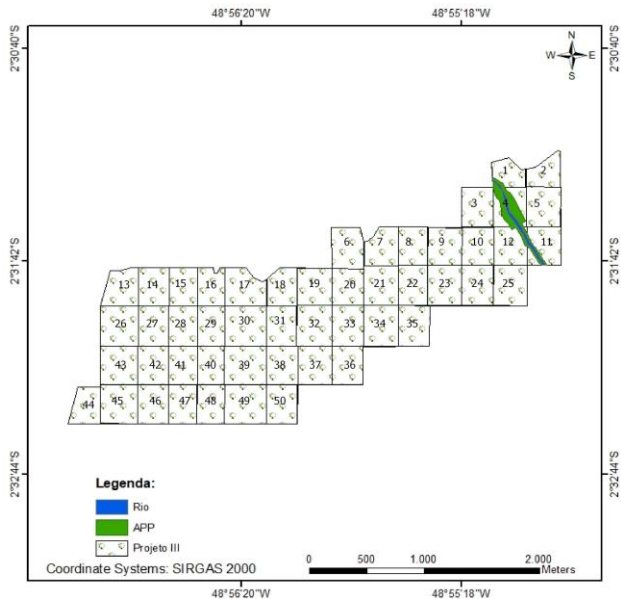 48°56'20"W 48°55'18"W
2°30'40"S 2°30'40"S
N
W E
S
1 2
3 4 5
6 7 8 9 10 12 11
2°31'42"S 2°31'42"S
13 14 15 16 17 18 19 20 21 22 23 24 25
26 27 28 29 30 31 32 33 34 35
43 42 41 40 39 38 37 36
44 45 46 47 48 49 50
2°32'44"S 2°32'44"S
Legenda:
Rio
APP
Projeto III
Coordinate Systems: SIRGAS 2000
0 500 1.000 2.000
Meters
48°56'20"W 48°55'18"W